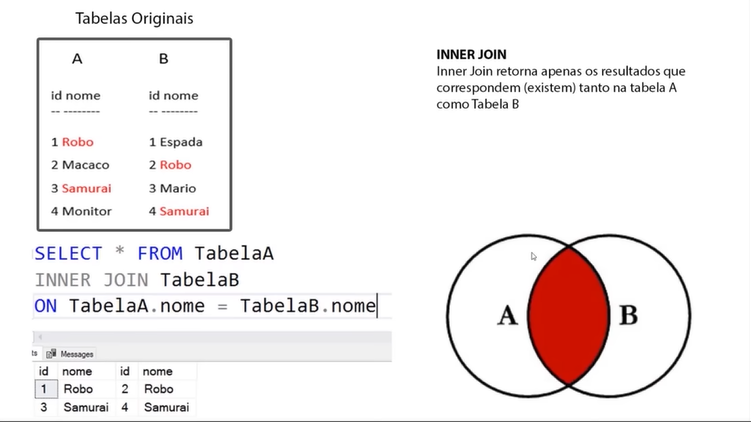 Tabelas Originais
A B
id nome id nome
-- -------- -- --------
1 Robo 1 Espada
2 Macaco 2 Robo
3 Samurai 3 Mario
4 Monitor 4 Samurai
SELECT * FROM TabelaA
INNER JOIN TabelaB
ON TabelaA.nome = TabelaB.nome
ts Messages
id nome id nome
1 Robo 2 Robo
3 Samurai 4 Samurai
INNER JOIN
Inner Join retorna apenas os resultados que
correspondem (existem) tanto na tabela A
como Tabela B
A B